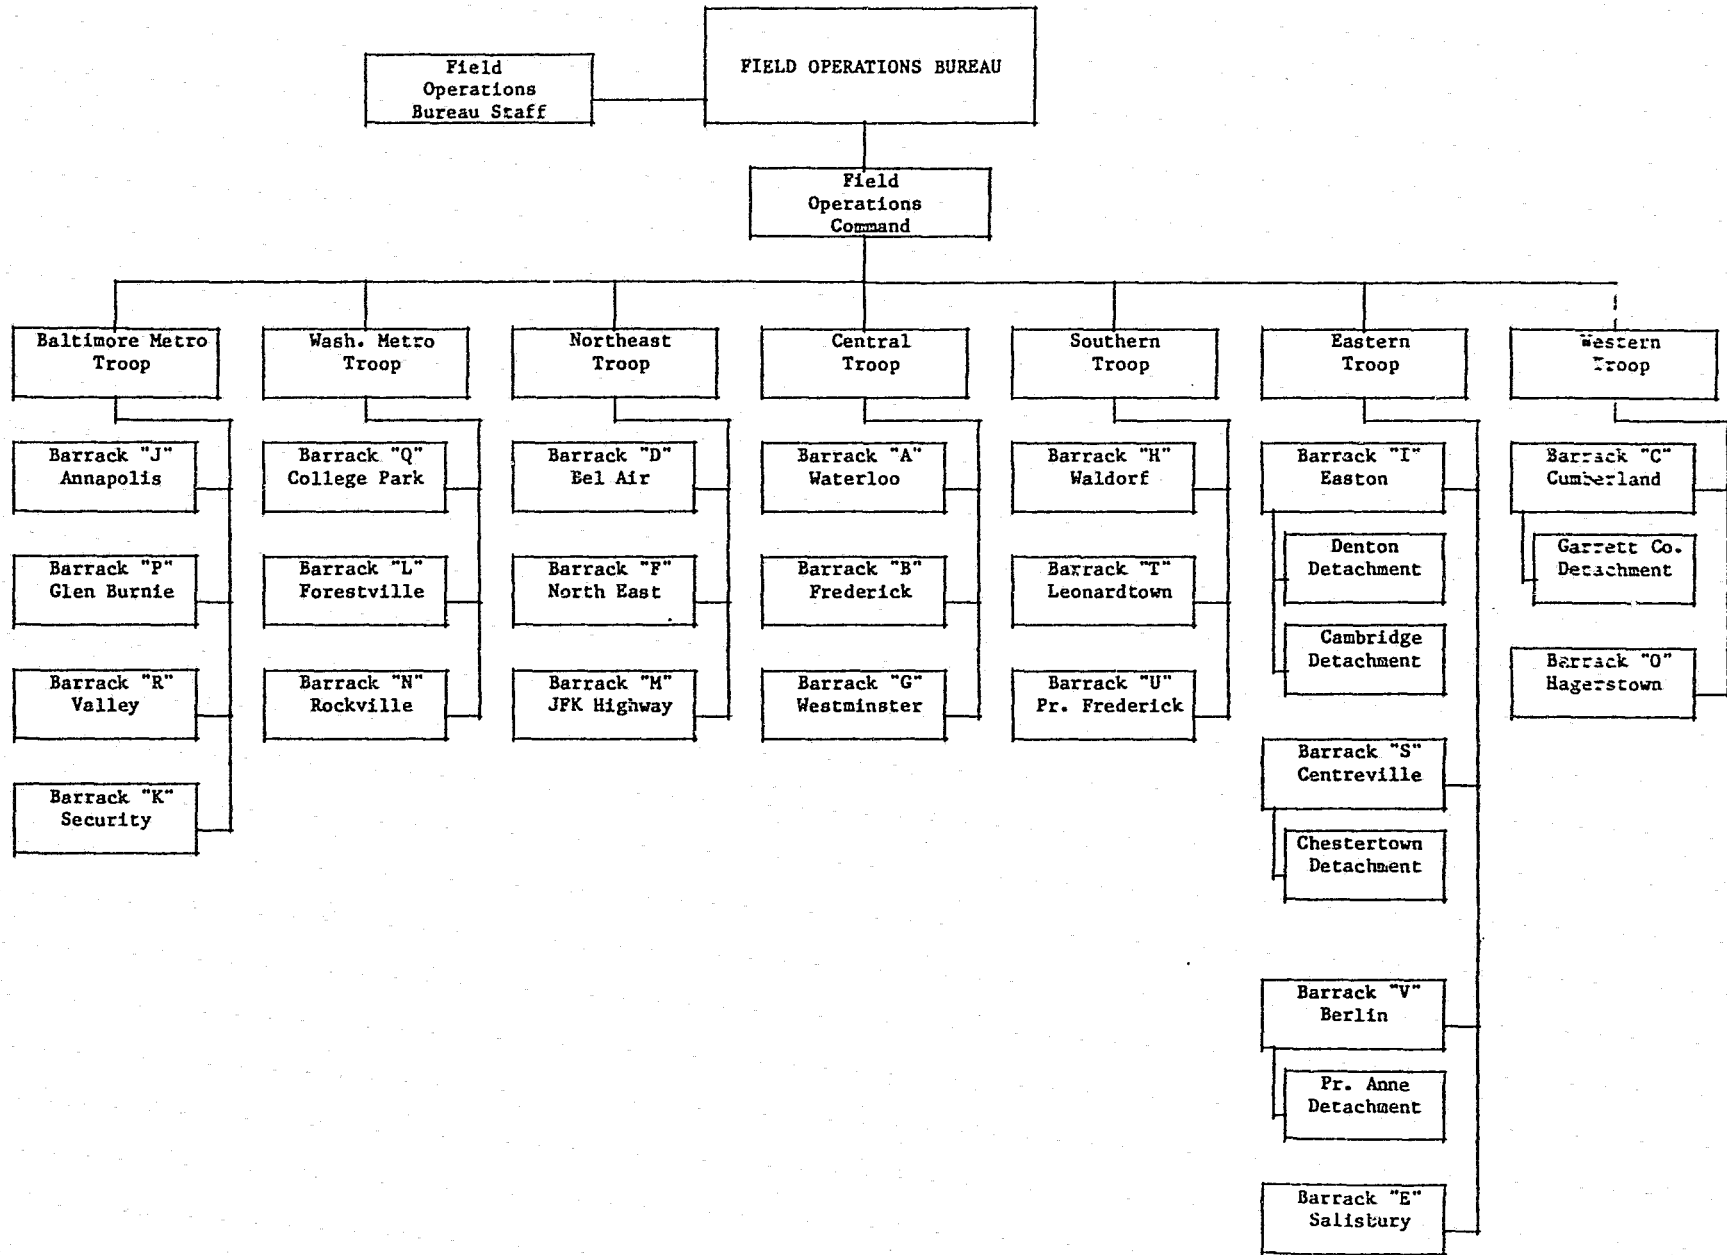 FIELD OPERATIONS BUREAU
Field
Operations
Bureau Staff
Field
Operations
Command
Baltimore Metro
Troop
Barrack "J"
Annapolis
Barrack "P"
Glen Burnie
Barrack "R"
Valley
Barrack "K"
Security
Wash. Metro
Troop
Barrack "Q"
College Park
Barrack "L"
Forestville
Barrack "N"
Rockville
Northeast
Troop
Barrack "D"
Bel Air
Barrack "F"
North East
Barrack "M"
JFK Highway
Central
Troop
Barrack "A"
Waterloo
Barrack "B"
Frederick
Barrack "G"
Westminster
Southern
Troop
Barrack "H"
Waldorf
Barrack "T"
Leonardtown
Barrack "U"
Pr. Frederick
Eastern
Troop
Barrack "I"
Easton
Denton
Detachment
Cambridge
Detachment
Barrack "S"
Centreville
Chestertown
Detachment
Barrack "V"
Berlin
Pr. Anne
Detachment
Barrack "E"
Salisbury
Western
Troop
Barrack "C"
Cumberland
Garrett Co.
Detachment
Barrack "O"
Hagerstown